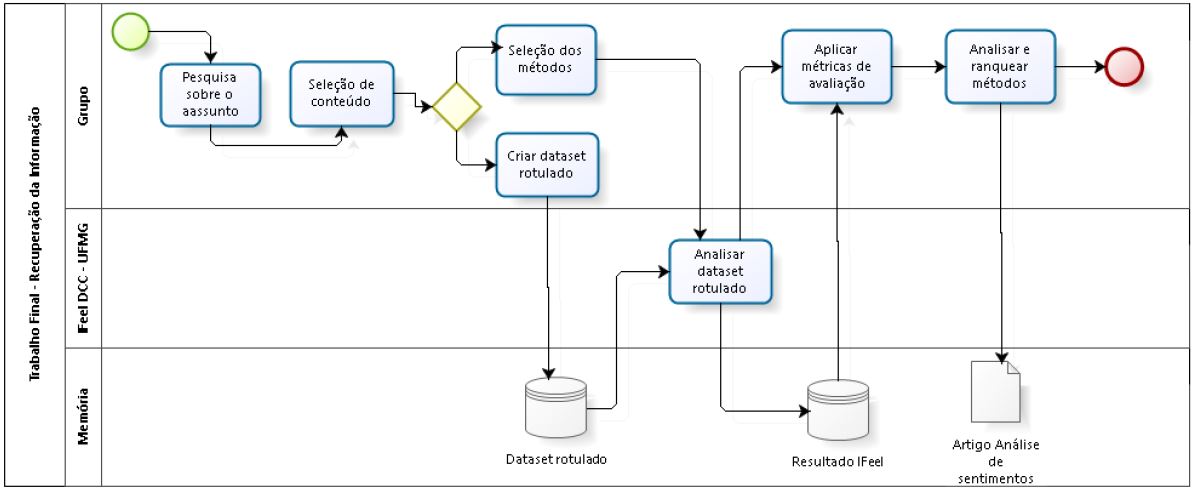 Trabalho Final - Recuperação da Informação
Grupo
Pesquisa
sobre o
aassunto
Seleção de
conteúdo
Seleção dos
métodos
Criar dataset
rotulado
Aplicar
métricas de
avaliação
Analisar e
ranquear
métodos
IFeel DCC - UFMG
Analisar
dataset
rotulado
Memória
Dataset rotulado
Resultado IFeel
Artigo Análise
de
sentimentos